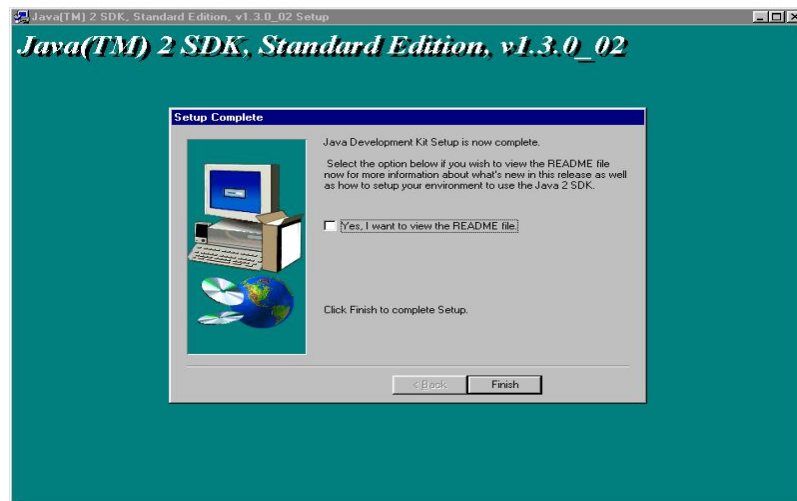 Java(TM) 2 SDK, Standard Edition, v1.3.0_02 Setup
Java(TM) 2 SDK, Standard Edition, v1.3.0_02
Setup Complete
Java Development Kit Setup is now complete.
Select the option below if you wish to view the README file
now for more information about what's new in this release as well
as how to setup your environment to use the Java 2 SDK.
Yes, I want to view the README file.
Click Finish to complete Setup.
< Back
Finish